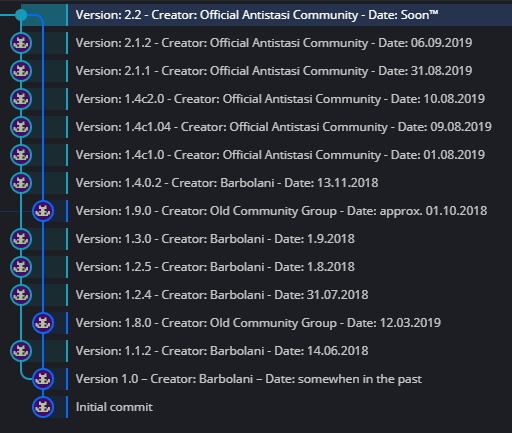 Version: 2.2 - Creator: Official Antistasi Community - Date: Soon™
Version: 2.1.2 - Creator: Official Antistasi Community - Date: 06.09.2019
Version: 2.1.1 - Creator: Official Antistasi Community - Date: 31.08.2019
Version: 1.4c2.0 - Creator: Official Antistasi Community - Date: 10.08.2019
Version: 1.4c1.04 - Creator: Official Antistasi Community - Date: 09.08.2019
Version: 1.4c1.0 - Creator: Official Antistasi Community - Date: 01.08.2019
Version: 1.4.0.2 - Creator: Barbolani - Date: 13.11.2018
Version: 1.9.0 - Creator: Old Community Group - Date: approx. 01.10.2018
Version: 1.3.0 - Creator: Barbolani - Date: 1.9.2018
Version: 1.2.5 - Creator: Barbolani - Date: 1.8.2018
Version: 1.2.4 - Creator: Barbolani - Date: 31.07.2018
Version: 1.8.0 - Creator: Old Community Group - Date: 12.03.2019
Version: 1.1.2 - Creator: Barbolani - Date: 14.06.2018
Version 1.0 – Creator: Barbolani – Date: somewhen in the past
Initial commit